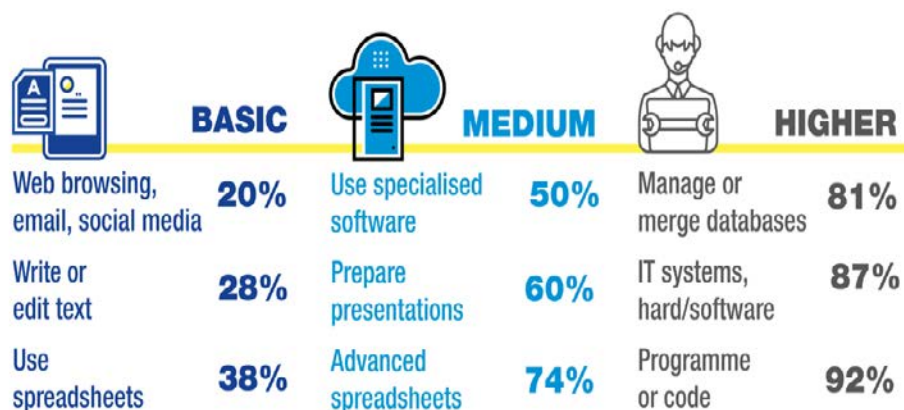 A
BASIC
Web browsing,
email, social media
20%
Write or
edit text
28%
Use
spreadsheets
38%
MEDIUM
Use specialised
software
50%
Prepare
presentations
60%
Advanced
spreadsheets
74%
HIGHER
Manage or
merge databases
81%
IT systems,
hard/software
87%
Programme
or code
92%